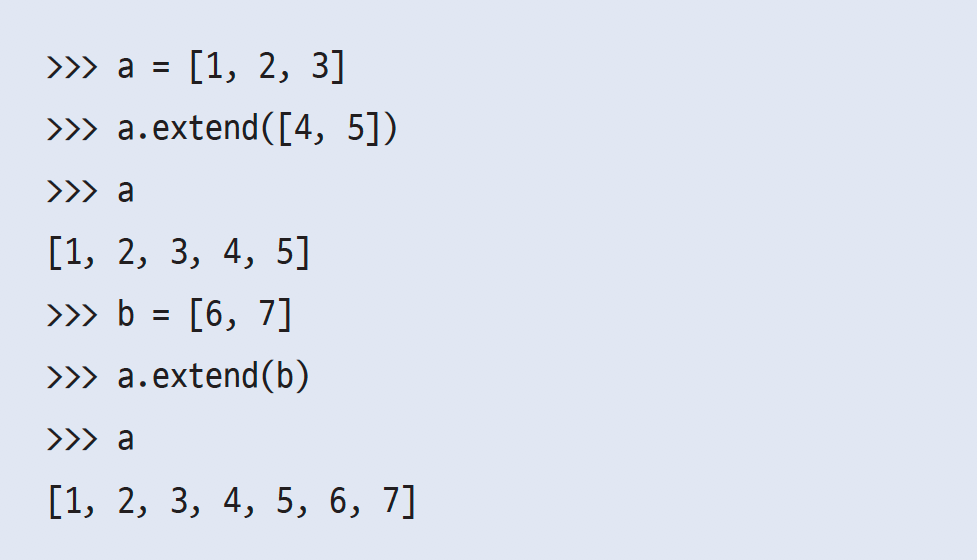 >>> a = [1, 2, 3]
>>> a.extend([4, 5])
>>> a
[1, 2, 3, 4, 5]
>>> b = [6, 7]
>>> a.extend(b)
>>> a
[1, 2, 3, 4, 5, 6, 7]